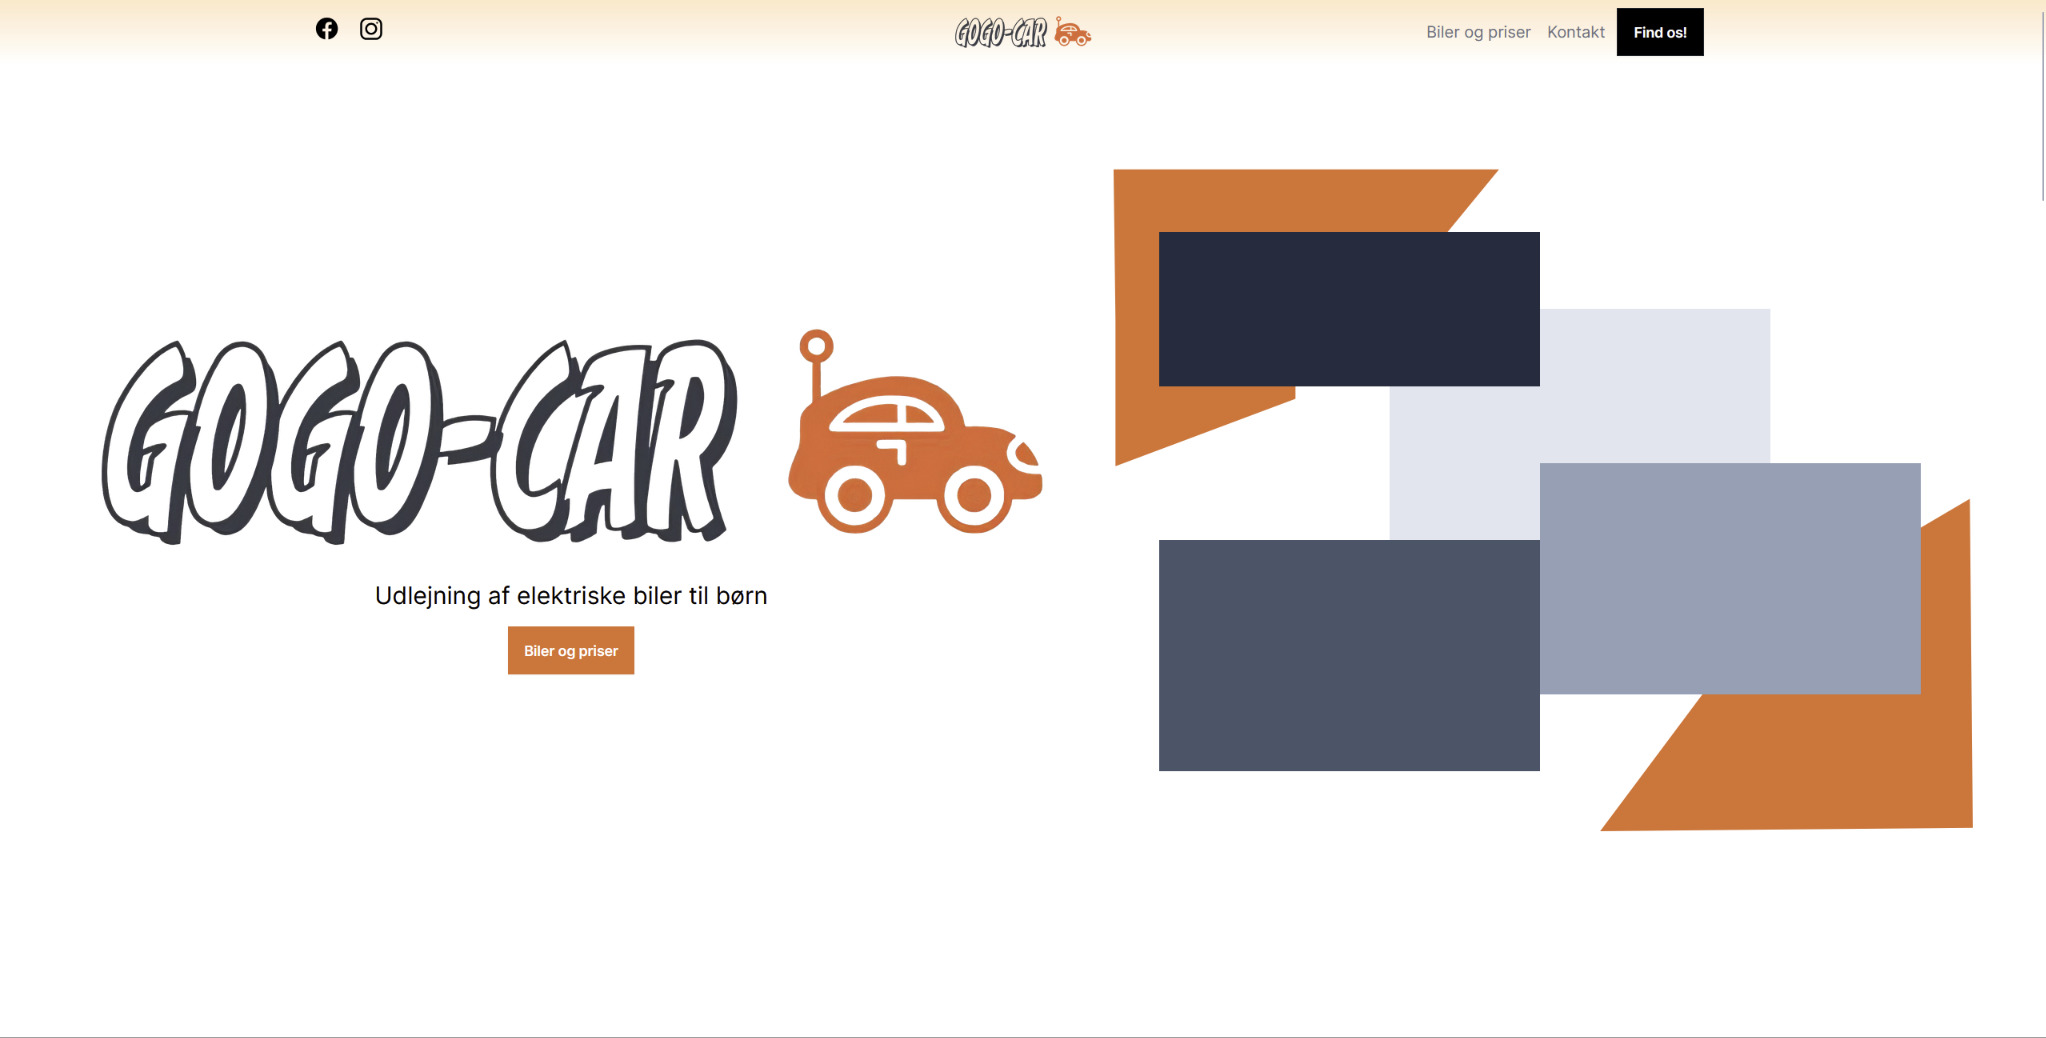 GOGO-CAR
Biler og priser
Kontakt
Find os!
GOGO-CAR
Udlejning af elektriske biler til børn
Biler og priser